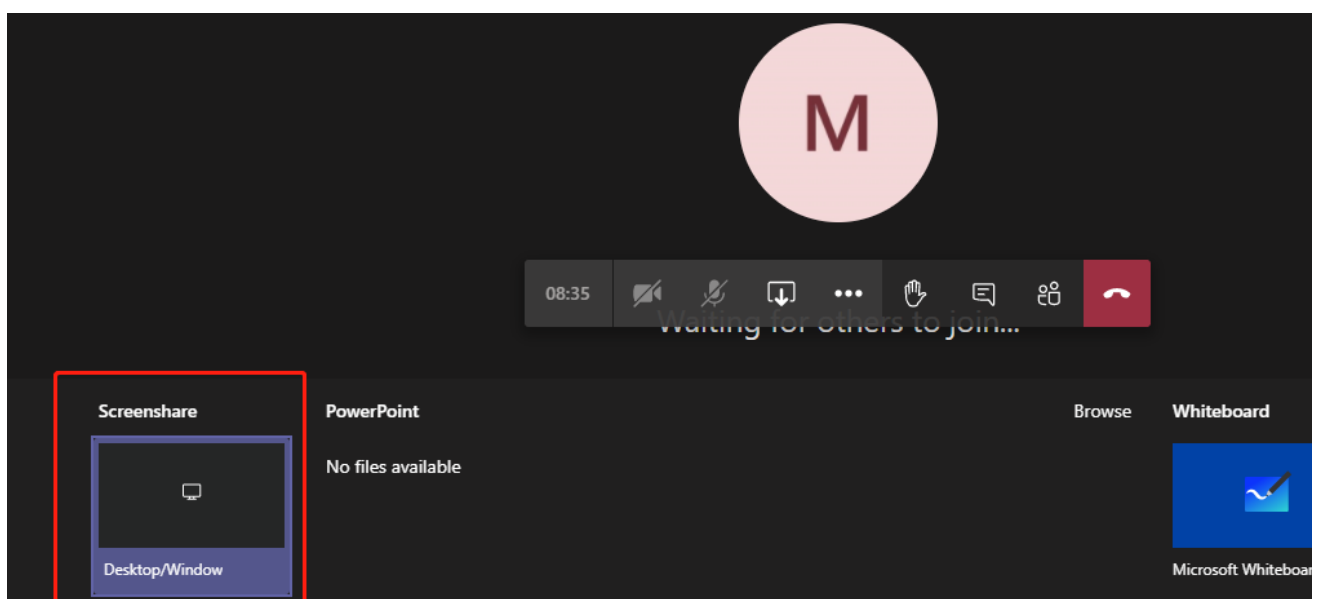 M
08:35
Waiting for others to join...
Screenshare
PowerPoint
Browse
Whiteboard
No files available
Desktop/Window
Microsoft Whiteboar